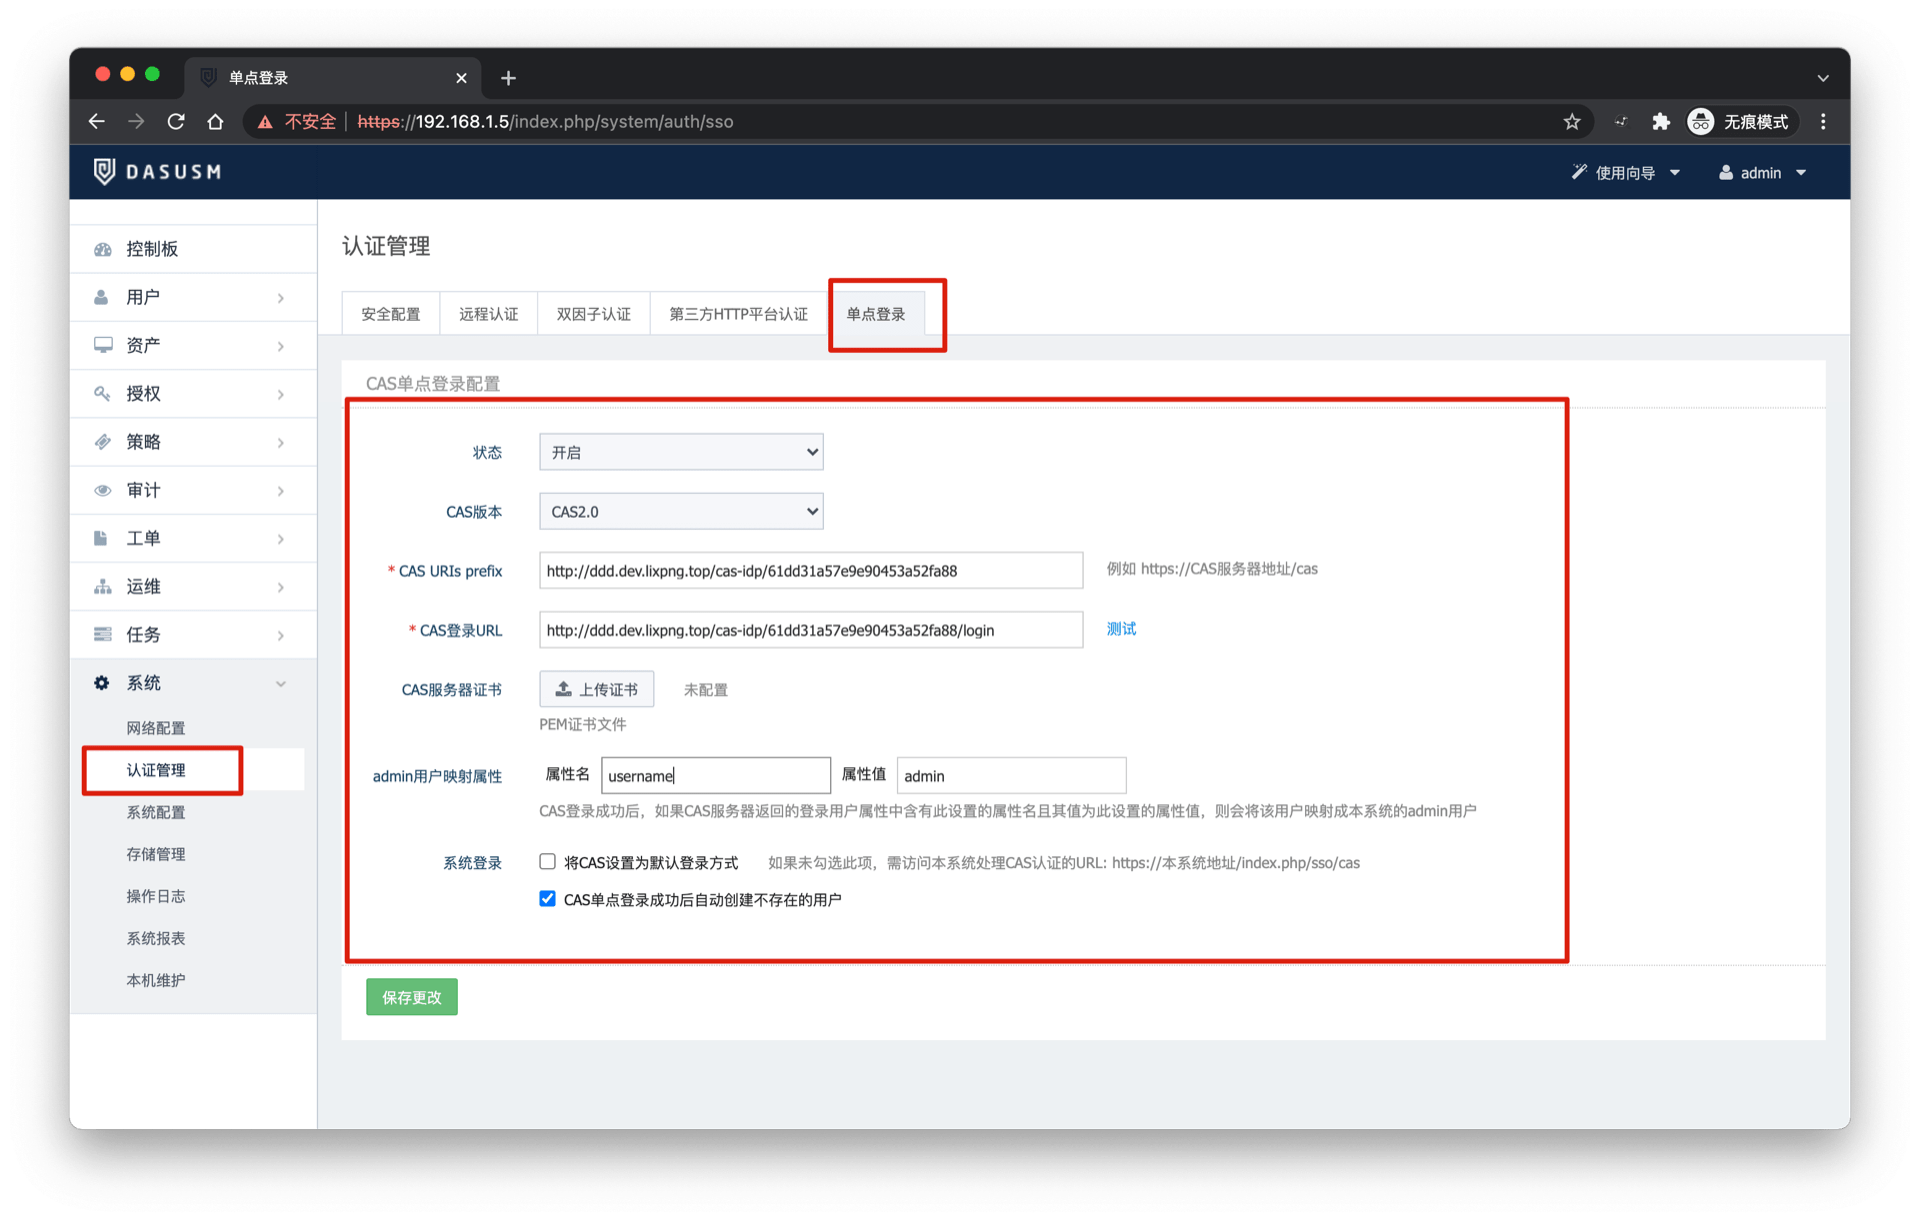 单点登录
不安全 https://192.168.1.5/index.php/system/auth/sso
无痕模式
DASUSM
使用向导
admin
控制板
用户
资产
授权
策略
审计
工单
运维
任务
系统
网络配置
认证管理
系统配置
存储管理
操作日志
系统报表
本机维护
认证管理
安全配置
远程认证
双因子认证
第三方HTTP平台认证
单点登录
CAS单点登录配置
状态 开启
CAS版本 CAS2.0
* CAS URIs prefix http://ddd.dev.lixpng.top/cas-idp/61dd31a57e9e90453a52fa88 例如 https://CAS服务器地址/cas
* CAS登录URL http://ddd.dev.lixpng.top/cas-idp/61dd31a57e9e90453a52fa88/login 测试
CAS服务器证书 上传证书 未配置
PEM证书文件
admin用户映射属性 属性名 username 属性值 admin
CAS登录成功后，如果CAS服务器返回的登录用户属性中含有此设置的属性名且其值为此设置的属性值，则会将该用户映射成本系统的admin用户
系统登录 将CAS设置为默认登录方式 如果未勾选此项，需访问本系统处理CAS认证的URL: https://本系统地址/index.php/sso/cas
CAS单点登录成功后自动创建不存在的用户
保存更改